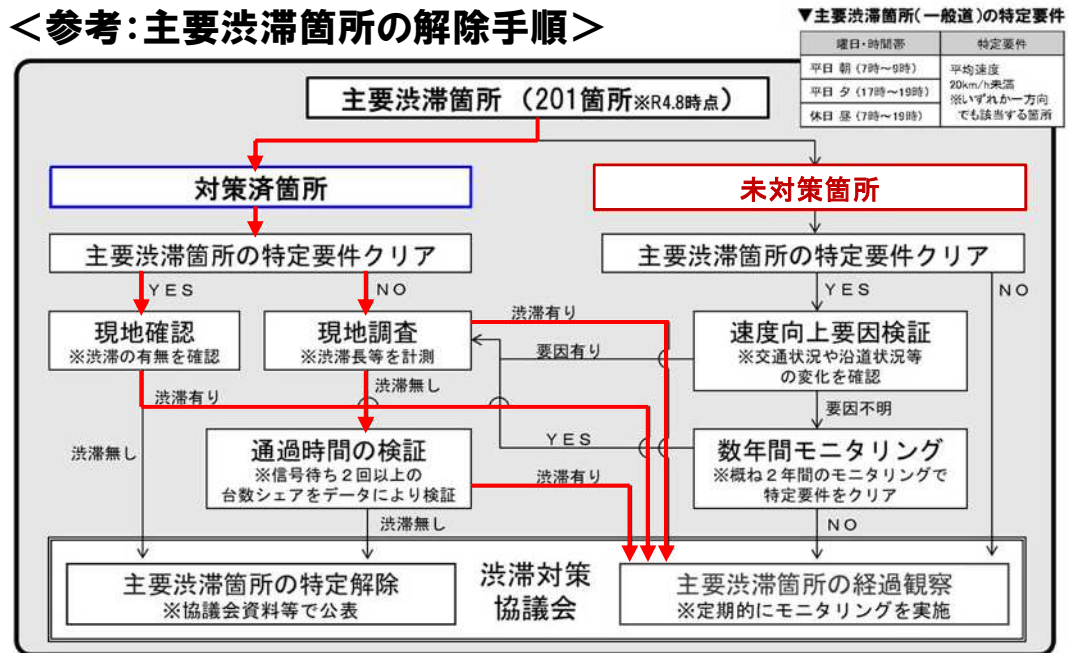 ＜参考：主要渋滞箇所の解除手順＞
▼主要渋滞箇所(一般道)の特定要件
曜日・時間帯
特定要件
平日 朝（7時～9時）
平日 夕（17時～19時）
休日 昼（7時～19時）
平均速度
20km/h未満
※いずれか一方向
でも該当する箇所
主要渋滞箇所（201箇所※R4.8時点）
対策済箇所
未対策箇所
主要渋滞箇所の特定要件クリア
主要渋滞箇所の特定要件クリア
YES
NO
YES
NO
現地確認
※渋滞の有無を確認
現地調査
※渋滞長等を計測
渋滞有り
要因有り
速度向上要因検証
※交通状況や沿道状況等
の変化を確認
渋滞有り
渋滞無し
要因不明
渋滞無し
通過時間の検証
※信号待ち２回以上の
台数シェアをデータにより検証
YES
渋滞有り
数年間モニタリング
※概ね２年間のモニタリングで
特定要件をクリア
渋滞無し
NO
主要渋滞箇所の特定解除
※協議会資料等で公表
渋滞対策
協議会
主要渋滞箇所の経過観察
※定期的にモニタリングを実施